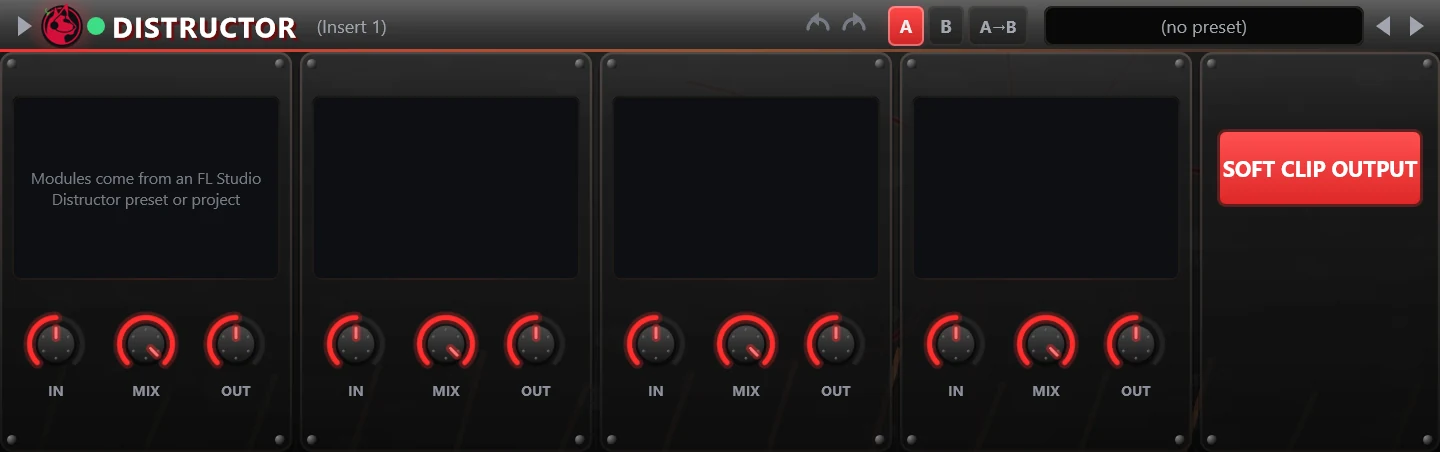 DISTRUCTOR (Insert 1) A B A→B (no preset)
Modules come from an FL Studio
Distructor preset or project
SOFT CLIP OUTPUT
IN MIX OUT IN MIX OUT IN MIX OUT IN MIX OUT